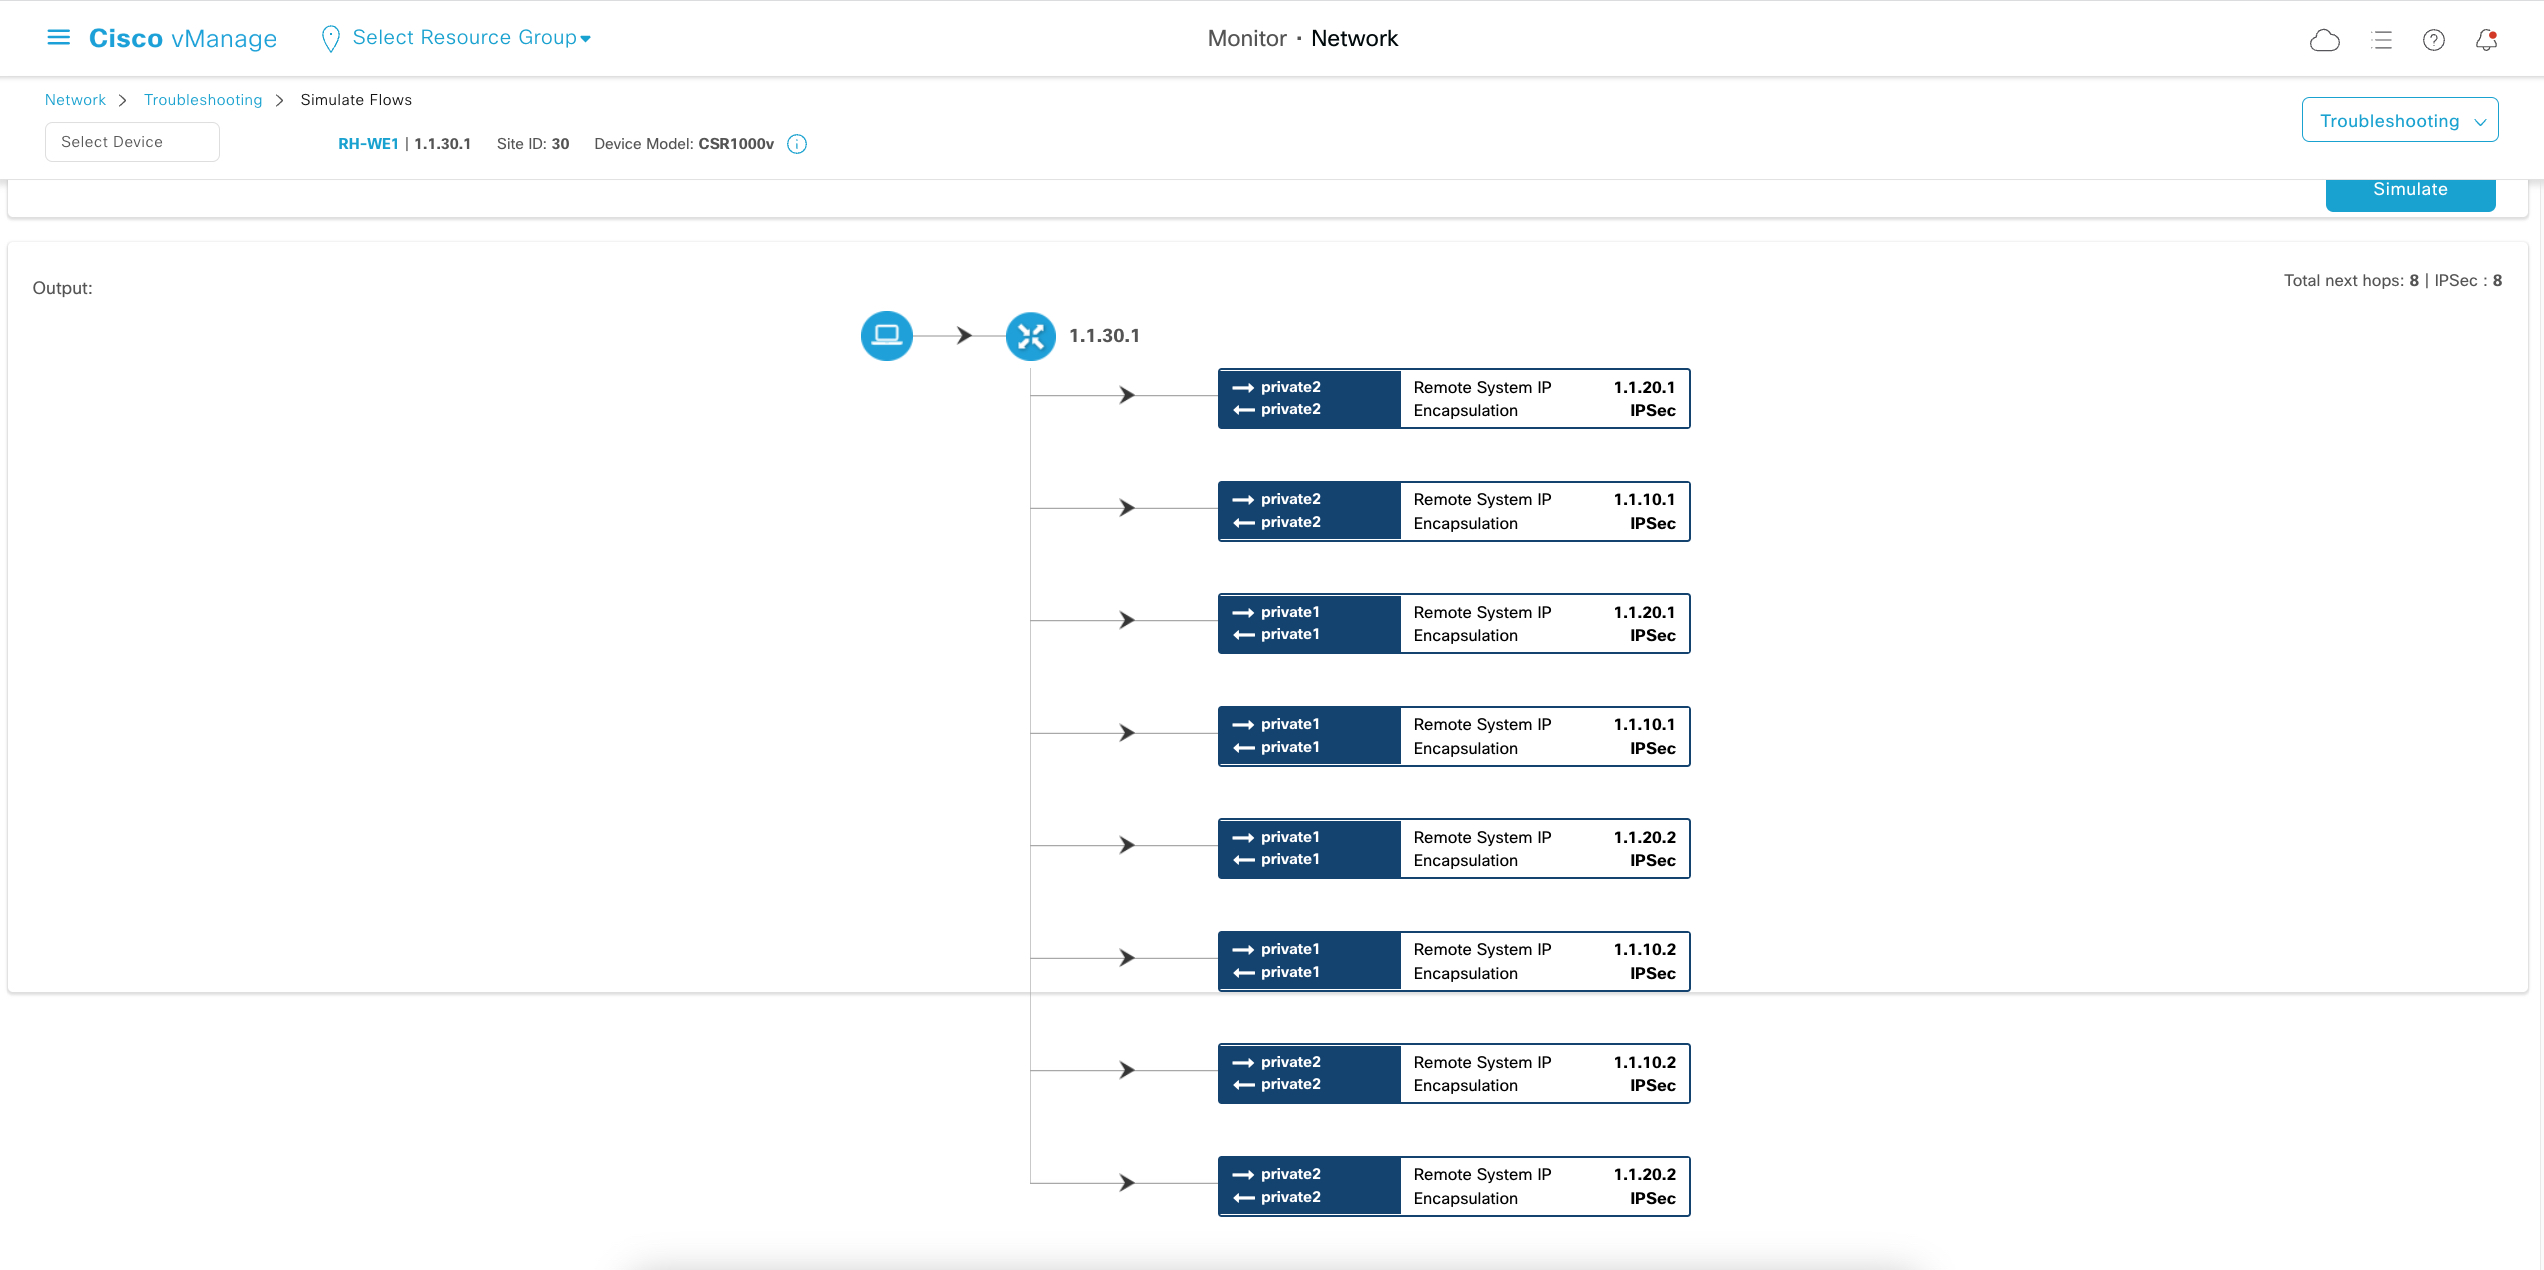 Cisco vManage
Select Resource Group
Monitor · Network
Network > Troubleshooting > Simulate Flows
Select Device
RH-WE1 | 1.1.30.1 Site ID: 30 Device Model: CSR1000v
Troubleshooting
Simulate
Output:
Total next hops: 8 | IPSec : 8
1.1.30.1
private2 Remote System IP 1.1.20.1
private2 Encapsulation IPSec
private2 Remote System IP 1.1.10.1
private2 Encapsulation IPSec
private1 Remote System IP 1.1.20.1
private1 Encapsulation IPSec
private1 Remote System IP 1.1.10.1
private1 Encapsulation IPSec
private1 Remote System IP 1.1.20.2
private1 Encapsulation IPSec
private1 Remote System IP 1.1.10.2
private1 Encapsulation IPSec
private2 Remote System IP 1.1.10.2
private2 Encapsulation IPSec
private2 Remote System IP 1.1.20.2
private2 Encapsulation IPSec